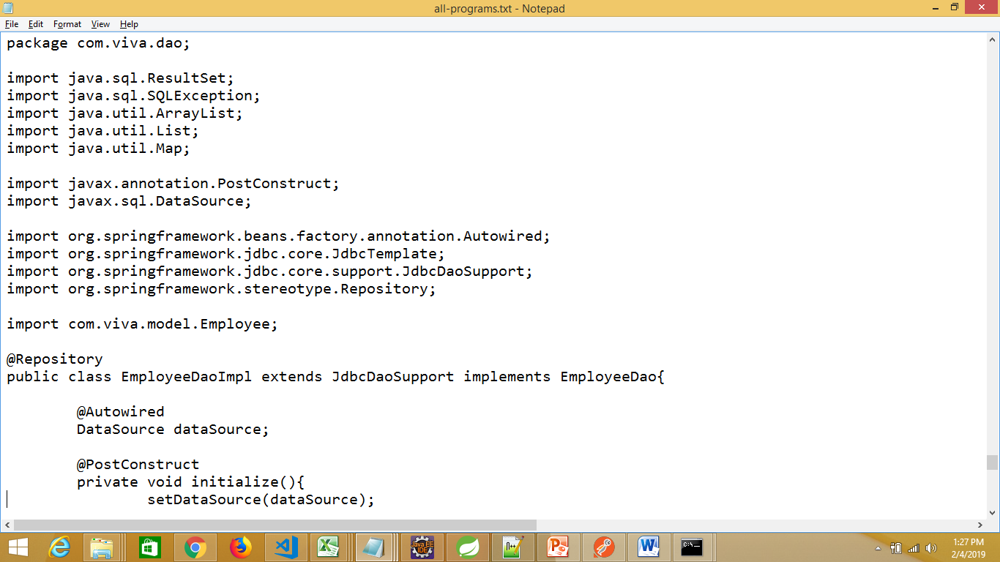 all-programs.txt - Notepad
File Edit Format View Help
package com.viva.dao;
import java.sql.ResultSet;
import java.sql.SQLException;
import java.util.ArrayList;
import java.util.List;
import java.util.Map;
import javax.annotation.PostConstruct;
import javax.sql.DataSource;
import org.springframework.beans.factory.annotation.Autowired;
import org.springframework.jdbc.core.JdbcTemplate;
import org.springframework.jdbc.core.support.JdbcDaoSupport;
import org.springframework.stereotype.Repository;
import com.viva.model.Employee;
@Repository
public class EmployeeDaoImpl extends JdbcDaoSupport implements EmployeeDao{
@Autowired
DataSource dataSource;
@PostConstruct
private void initialize(){
setDataSource(dataSource);
Java EE
IDE
C:\_
1:27 PM
2/4/2019